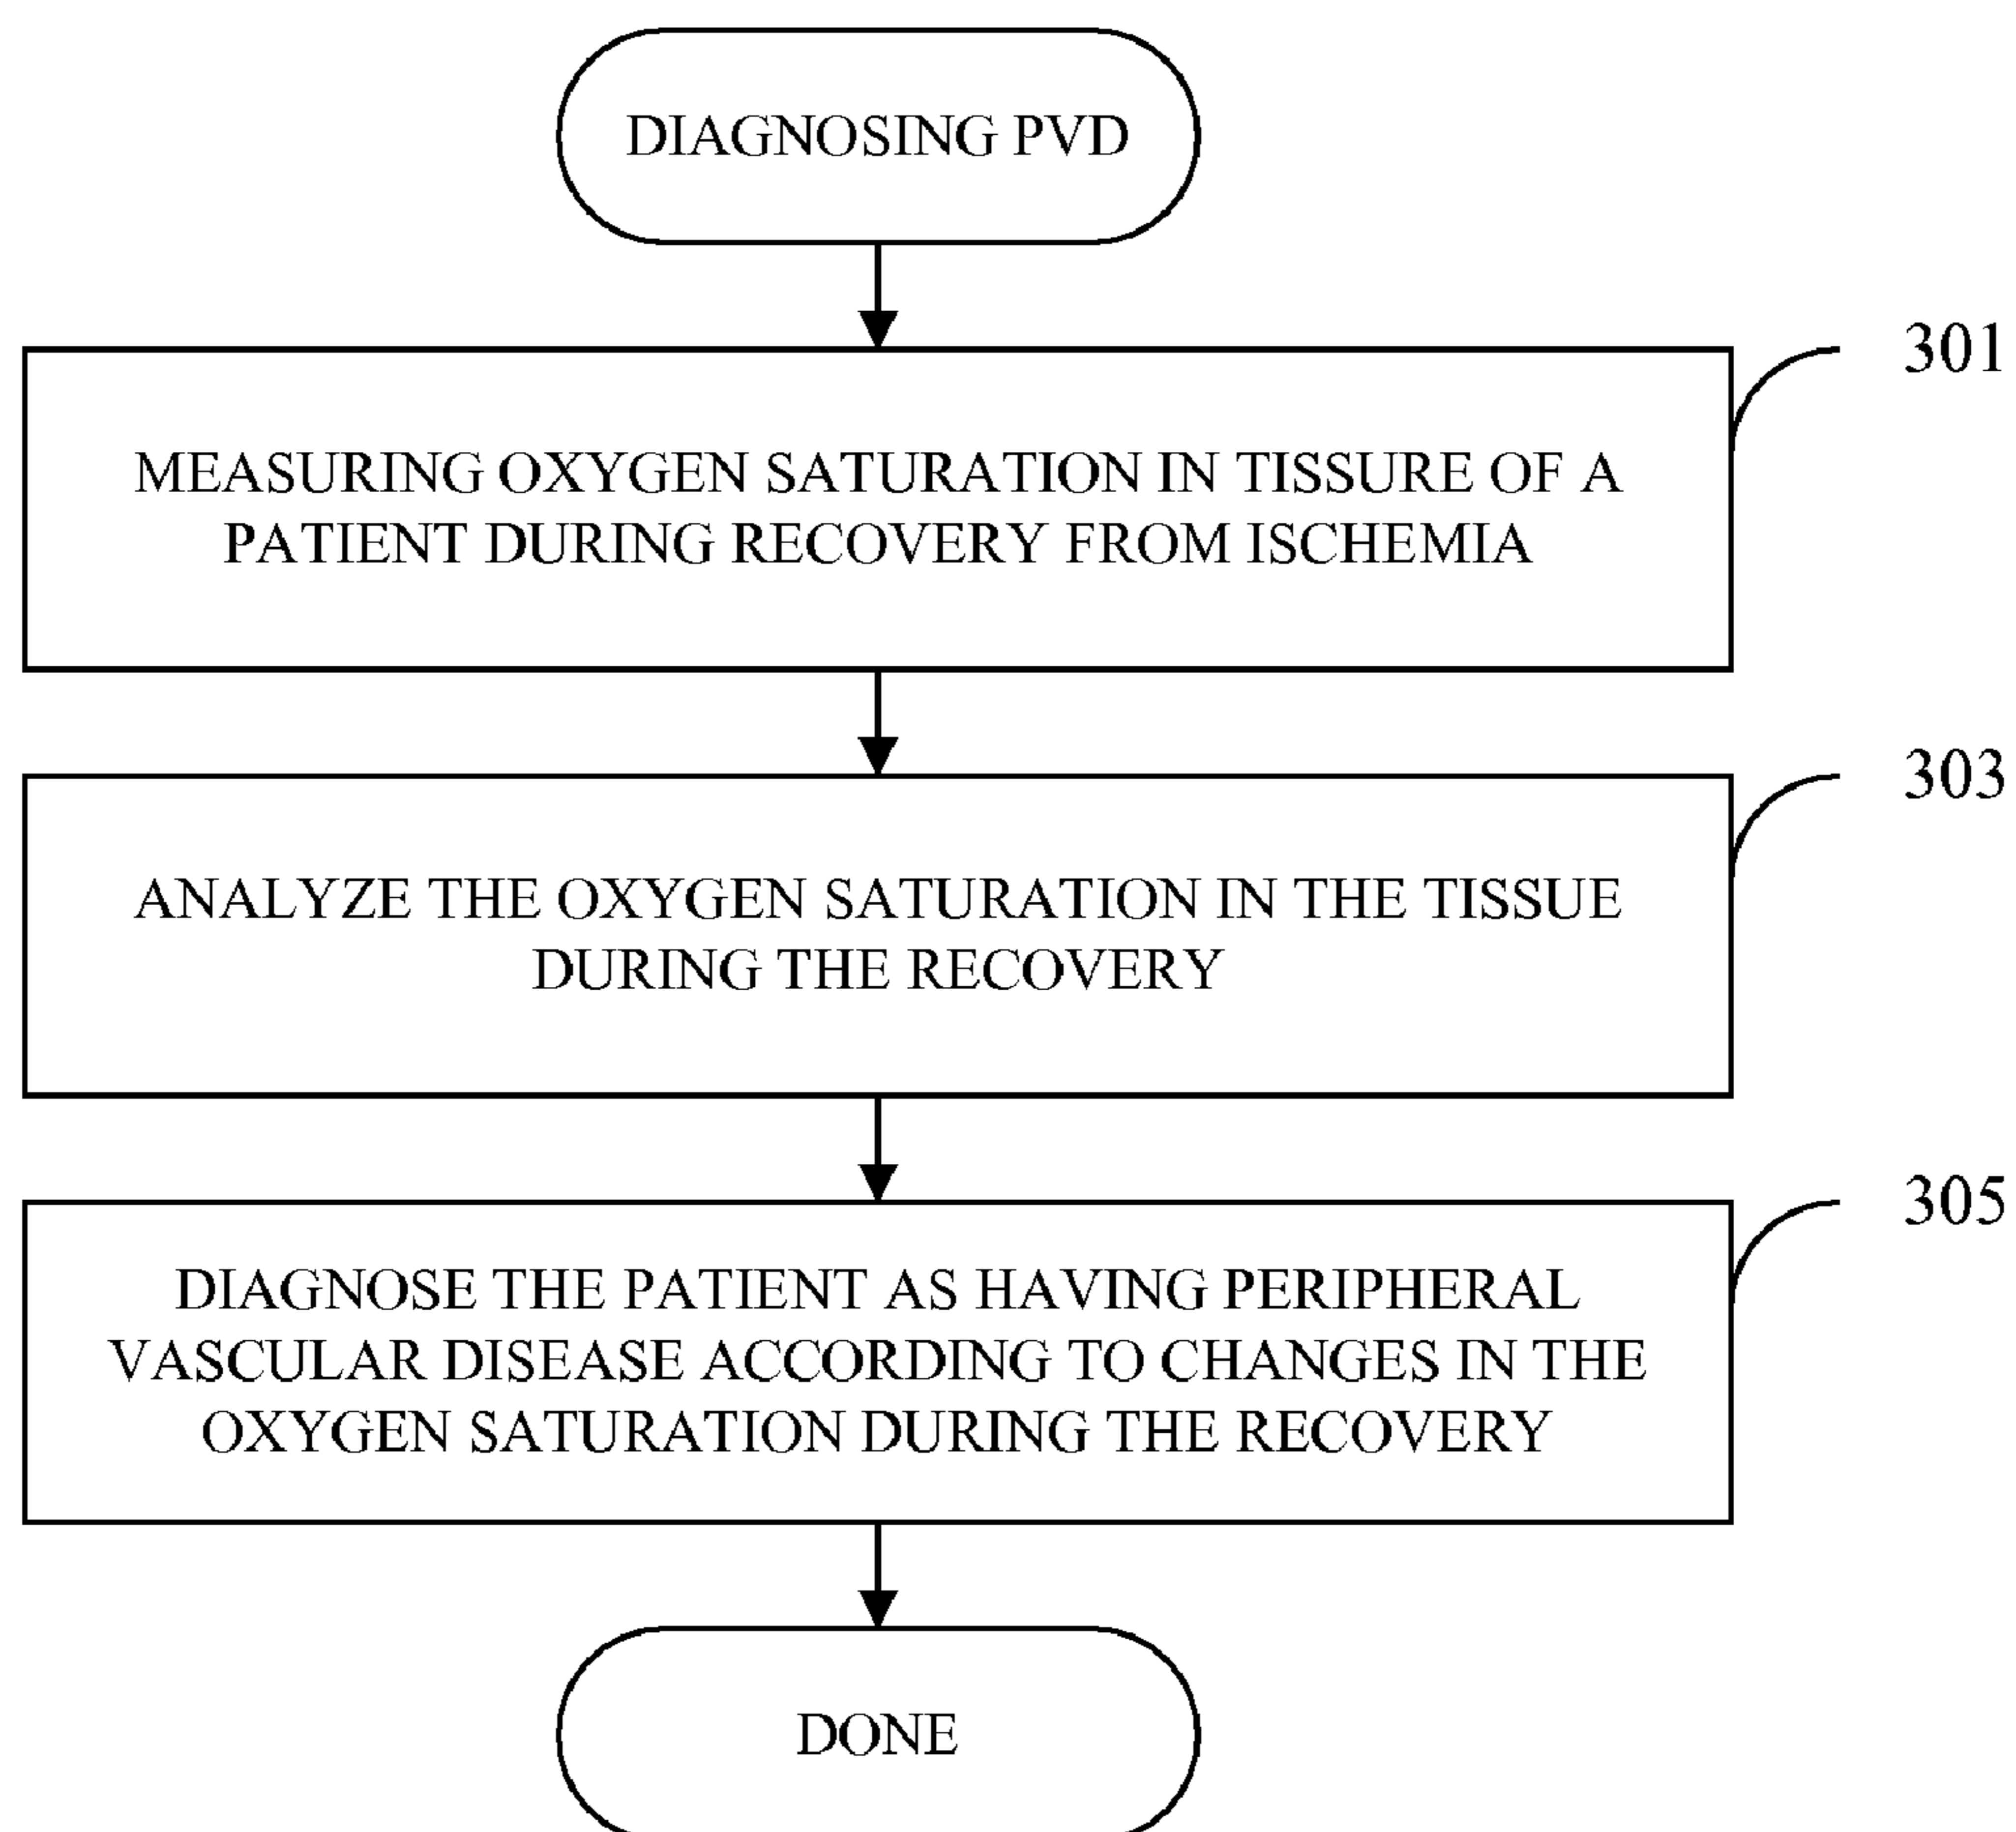 DIAGNOSING PVD
301
MEASURING OXYGEN SATURATION IN TISSURE OF A
PATIENT DURING RECOVERY FROM ISCHEMIA
303
ANALYZE THE OXYGEN SATURATION IN THE TISSUE
DURING THE RECOVERY
305
DIAGNOSE THE PATIENT AS HAVING PERIPHERAL
VASCULAR DISEASE ACCORDING TO CHANGES IN THE
OXYGEN SATURATION DURING THE RECOVERY
DONE